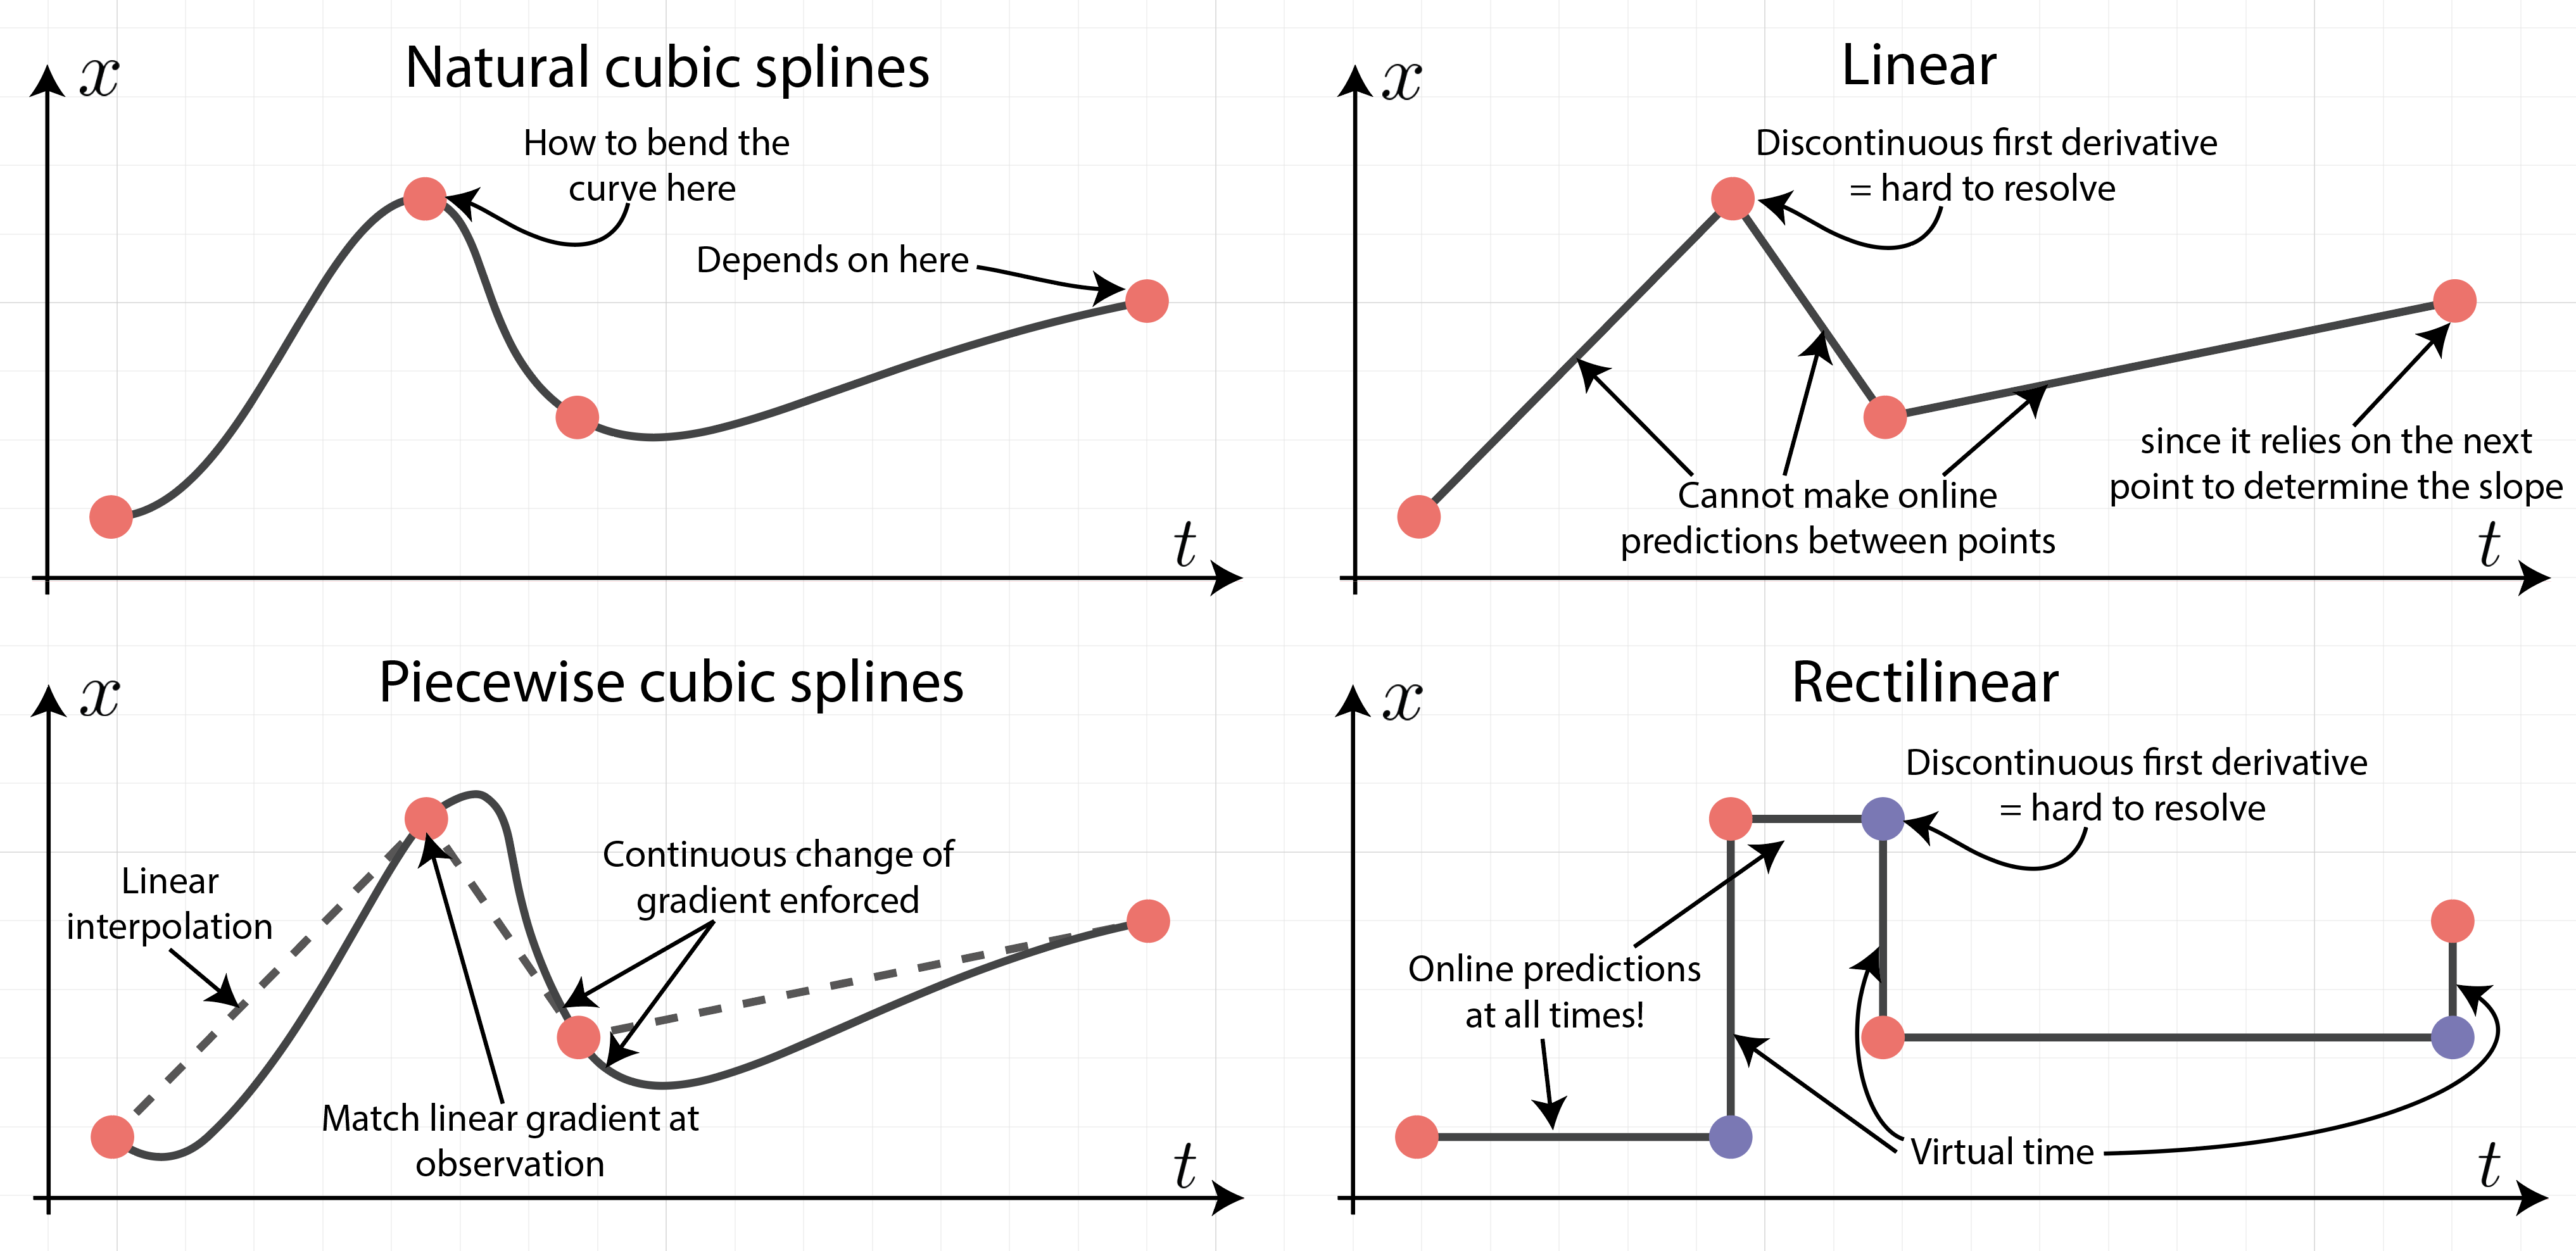 Natural cubic splines
x
How to bend the
curve here
Depends on here
t
Linear
x
Discontinuous first derivative
= hard to resolve
Cannot make online
predictions between points
since it relies on the next
point to determine the slope
t
Piecewise cubic splines
x
Linear
interpolation
Continuous change of
gradient enforced
Match linear gradient at
observation
t
Rectilinear
x
Discontinuous first derivative
= hard to resolve
Online predictions
at all times!
Virtual time
t